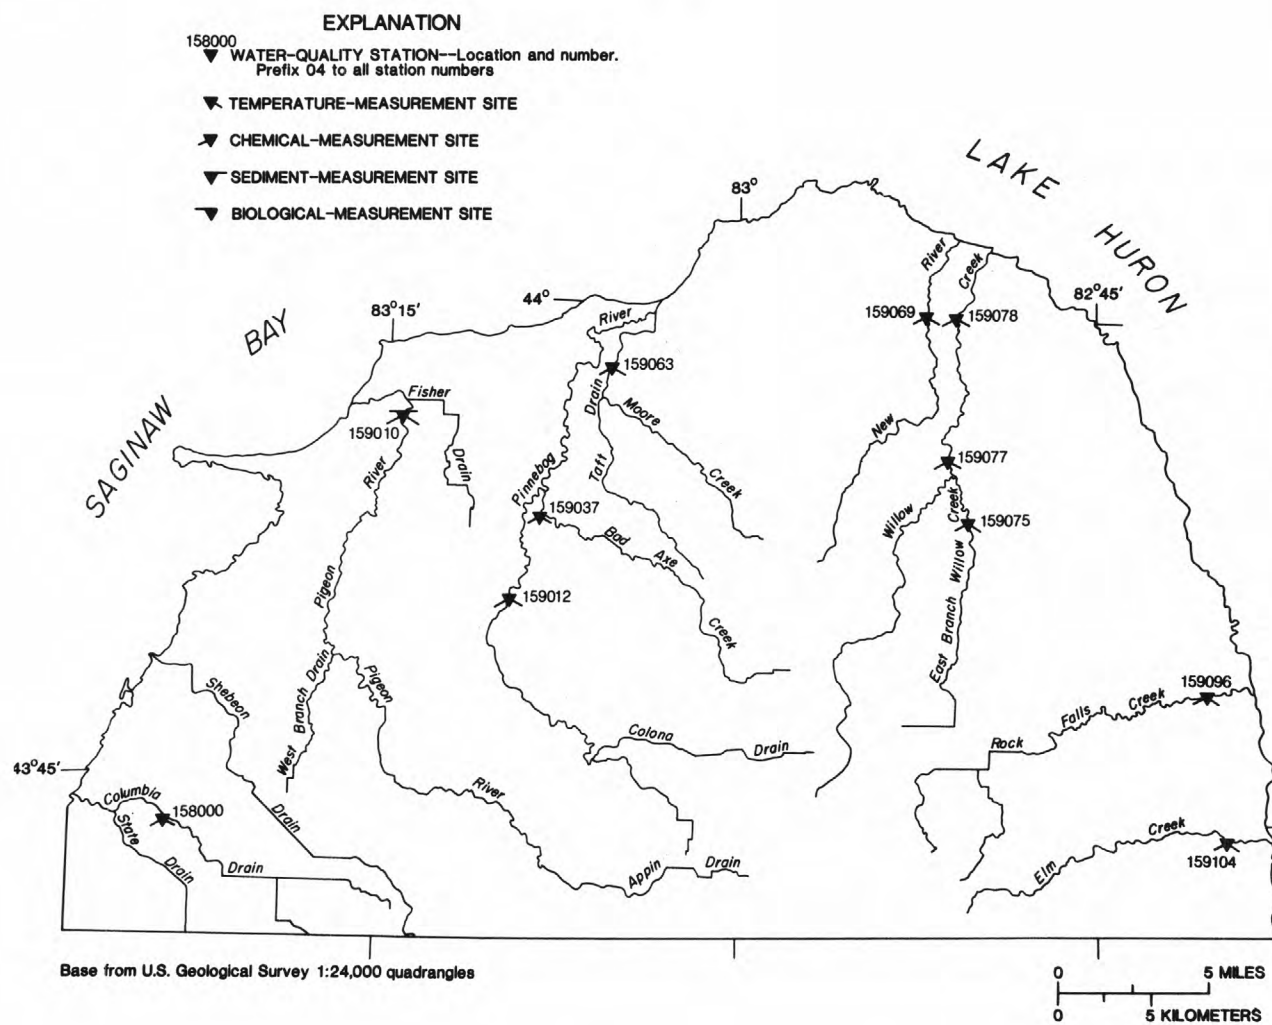 EXPLANATION
158000
WATER-QUALITY STATION--Location and number.
Prefix 04 to all station numbers
TEMPERATURE-MEASUREMENT SITE
CHEMICAL-MEASUREMENT SITE
SEDIMENT-MEASUREMENT SITE
BIOLOGICAL-MEASUREMENT SITE
LAKE HURON
SAGINAW BAY
83°
44°
83°15'
82°45'
43°45'
River
Creek
159069
159078
River
159063
Drain
Moore
Creek
Taft
Fisher
Drain
159010
River
Pigeon
Pinnebog
159037
Bad Axe
Creek
159012
New
159077
Willow
Creek
159075
East Branch Willow
West Branch Drain
Pigeon
River
Shebeon
Drain
Colona Drain
Appin Drain
Columbia
158000
State
Drain
Drain
159096
Rock Falls Creek
Elm Creek
159104
Base from U.S. Geological Survey 1:24,000 quadrangles
0 5 MILES
0 5 KILOMETERS